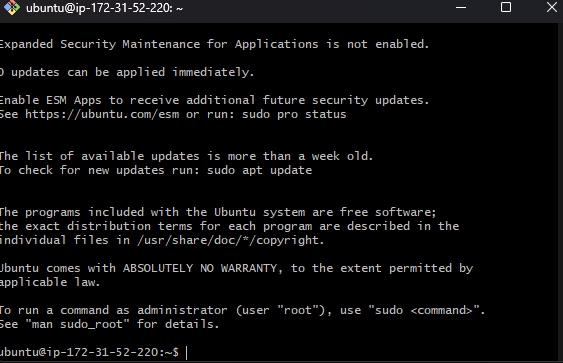 ubuntu@ip-172-31-52-220: ~
Expanded Security Maintenance for Applications is not enabled.
0 updates can be applied immediately.
Enable ESM Apps to receive additional future security updates.
See https://ubuntu.com/esm or run: sudo pro status
The list of available updates is more than a week old.
To check for new updates run: sudo apt update
The programs included with the Ubuntu system are free software;
the exact distribution terms for each program are described in the
individual files in /usr/share/doc/*/copyright.
Ubuntu comes with ABSOLUTELY NO WARRANTY, to the extent permitted by
applicable law.
To run a command as administrator (user "root"), use "sudo <command>".
See "man sudo_root" for details.
ubuntu@ip-172-31-52-220:~$